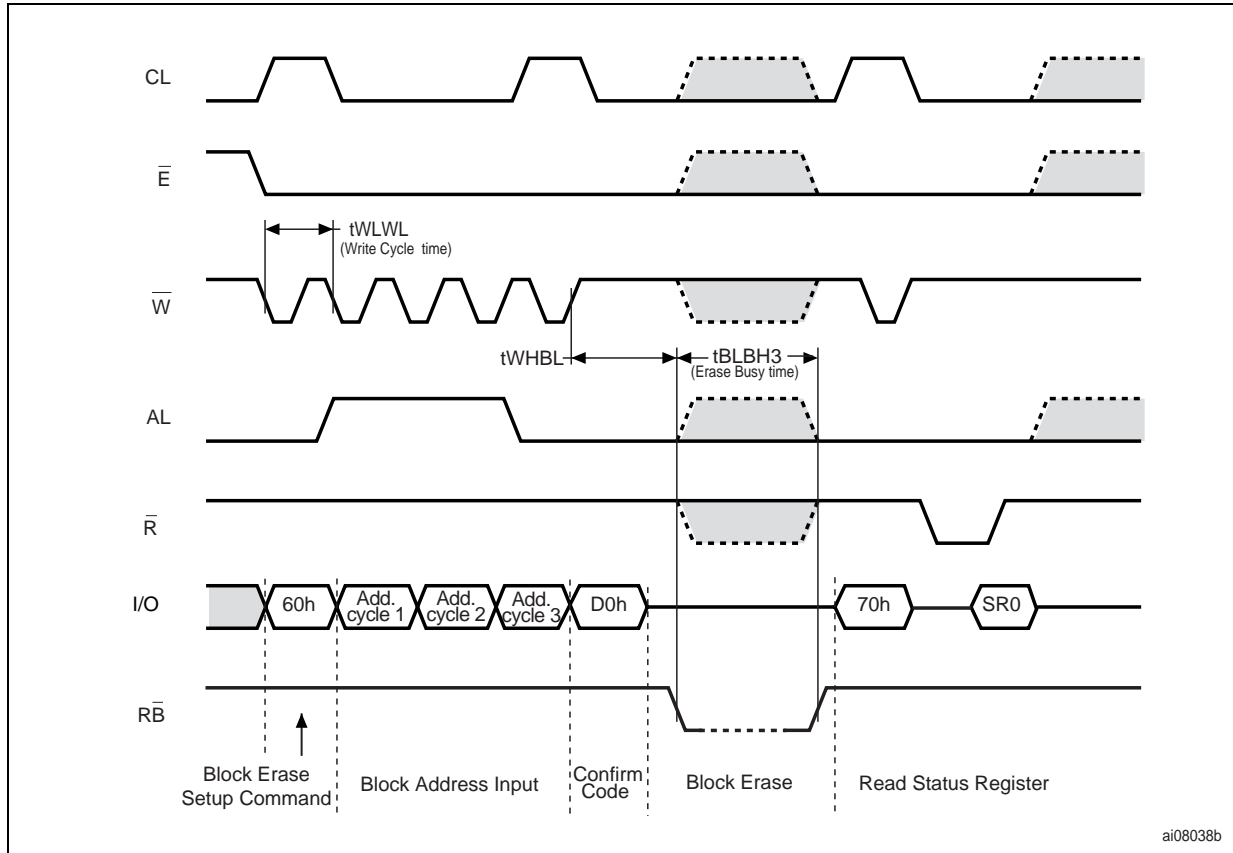 CL
E
tWLWL
(Write Cycle time)
W
tWHBL
tBLBH3
(Erase Busy time)
AL
R
I/O
60h
Add.
cycle 1
Add.
cycle 2
Add.
cycle 3
D0h
70h
SR0
RB
Block Erase
Setup Command
Block Address Input
Confirm
Code
Block Erase
Read Status Register
ai08038b